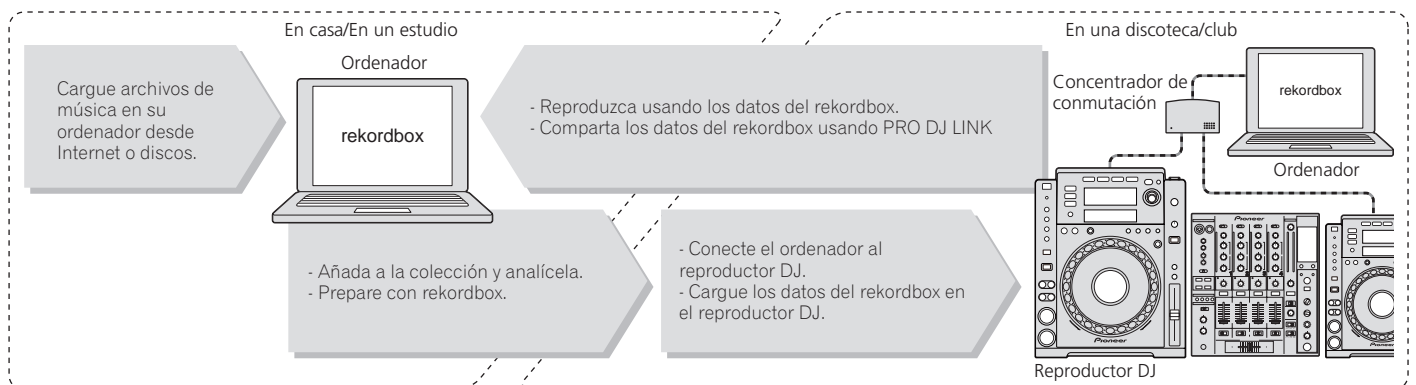 En casa/En un estudio
Ordenador
Cargue archivos de
música en su
ordenador desde
Internet o discos.
rekordbox
- Reproduzca usando los datos del rekordbox.
- Comparta los datos del rekordbox usando PRO DJ LINK
- Añada a la colección y analícela.
- Prepare con rekordbox.
- Conecte el ordenador al
reproductor DJ.
- Cargue los datos del rekordbox en
el reproductor DJ.
En una discoteca/club
Concentrador de
conmutación
rekordbox
Ordenador
Pioneer
Pioneer
Pioneer
Reproductor DJ